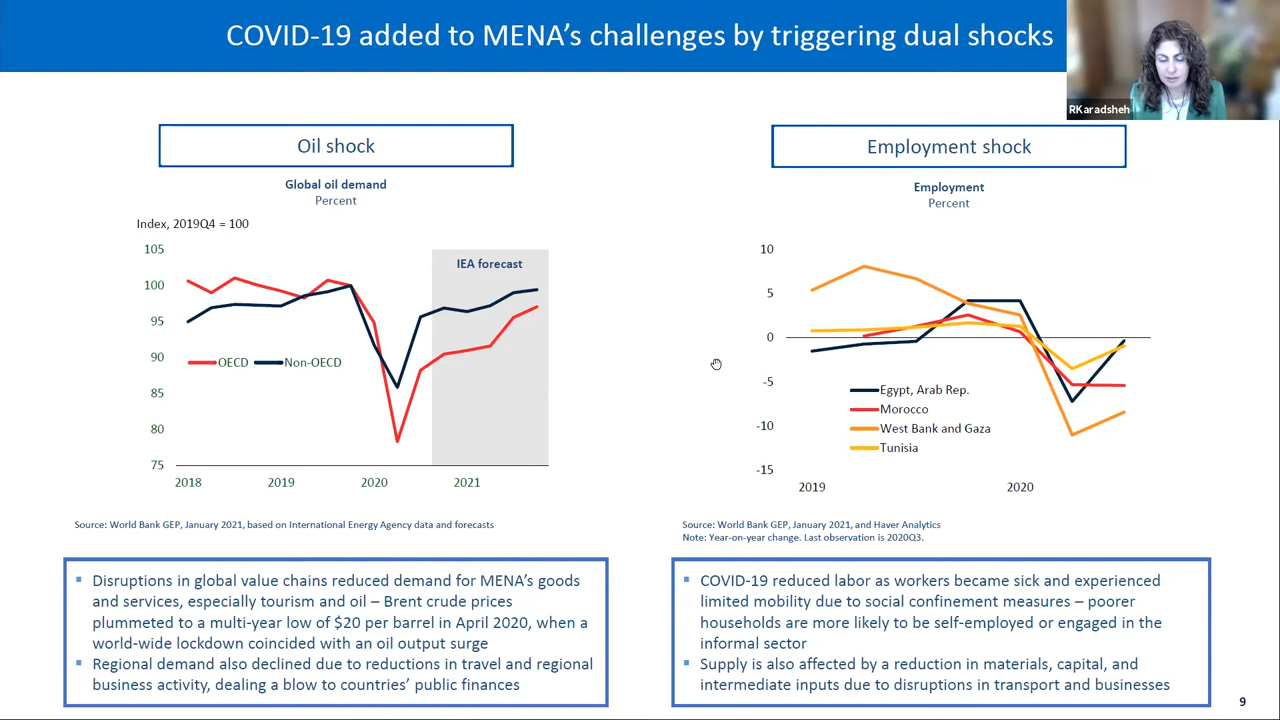 COVID-19 added to MENA's challenges by triggering dual shocks
RKaradsheh
Oil shock
Global oil demand
Percent
Index, 2019Q4 = 100
105
100
95
90
85
80
75
IEA forecast
OECD
Non-OECD
2018
2019
2020
2021
Source: World Bank GEP, January 2021, based on International Energy Agency data and forecasts
▪ Disruptions in global value chains reduced demand for MENA's goods
and services, especially tourism and oil – Brent crude prices
plummeted to a multi-year low of $20 per barrel in April 2020, when a
world-wide lockdown coincided with an oil output surge
▪ Regional demand also declined due to reductions in travel and regional
business activity, dealing a blow to countries' public finances
Employment shock
Employment
Percent
10
5
0
-5
-10
-15
Egypt, Arab Rep.
Morocco
West Bank and Gaza
Tunisia
2019
2020
Source: World Bank GEP, January 2021, and Haver Analytics
Note: Year-on-year change. Last observation is 2020Q3.
▪ COVID-19 reduced labor as workers became sick and experienced
limited mobility due to social confinement measures – poorer
households are more likely to be self-employed or engaged in the
informal sector
▪ Supply is also affected by a reduction in materials, capital, and
intermediate inputs due to disruptions in transport and businesses
9